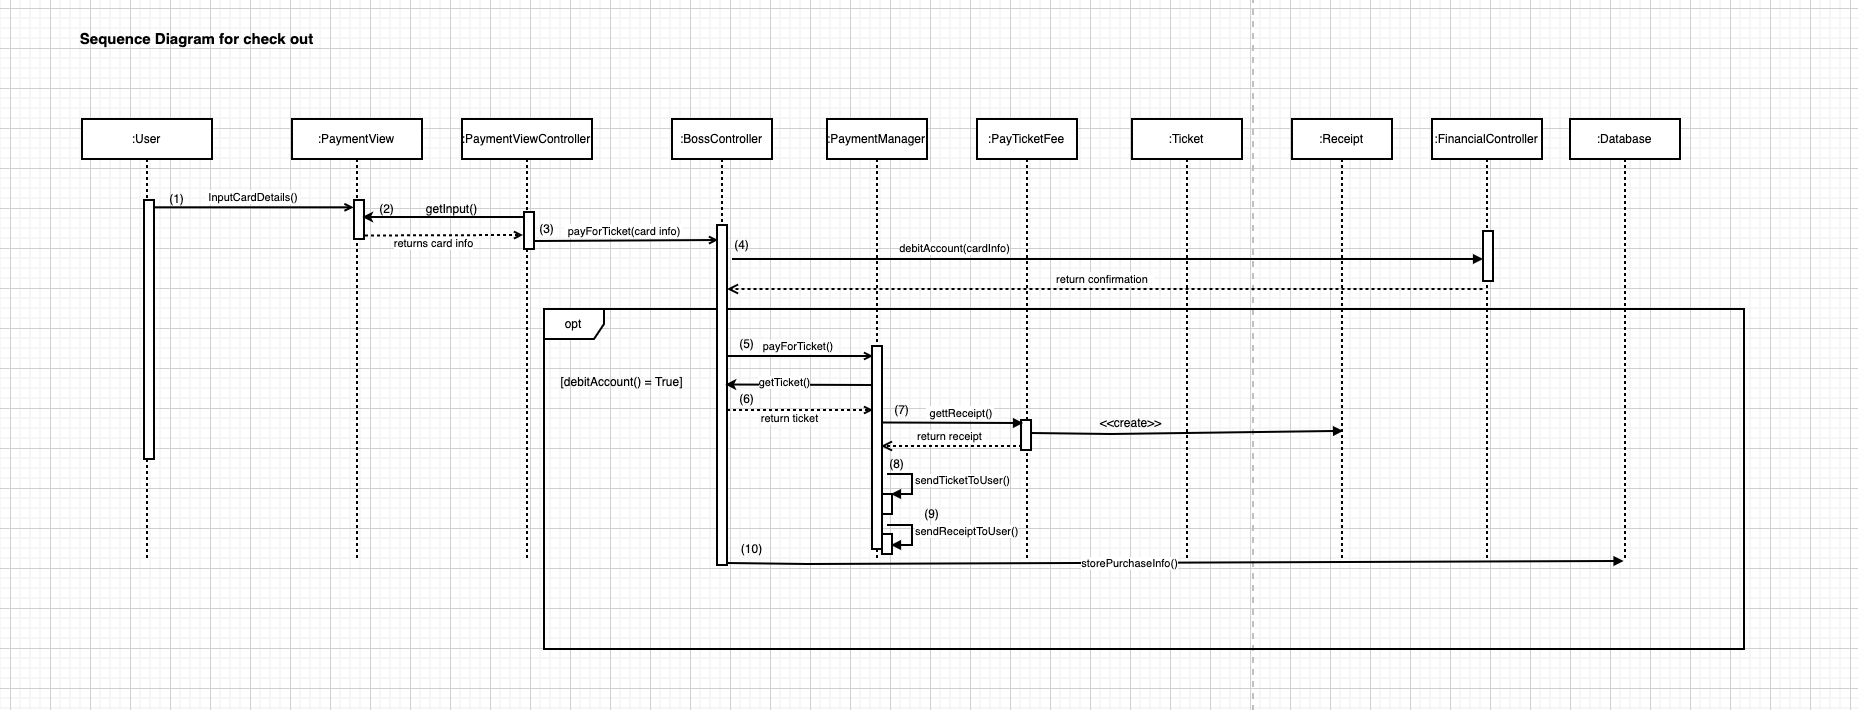 Sequence Diagram for check out
:User
:PaymentView
:PaymentViewController
:BossController
:PaymentManager
:PayTicketFee
:Ticket
:Receipt
:FinancialController
:Database
(1)
InputCardDetails()
(2)
getInput()
returns card info
(3)
payForTicket(card info)
(4)
debitAccount(cardInfo)
return confirmation
opt
(5)
payForTicket()
[debitAccount() = True]
getTicket()
(6)
return ticket
(7)
gettReceipt()
<<create>>
return receipt
(8)
sendTicketToUser()
(9)
sendReceiptToUser()
(10)
storePurchaseInfo()